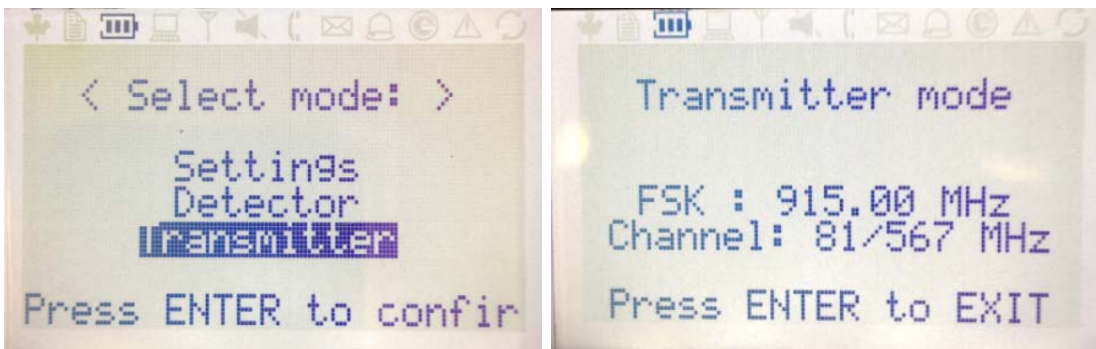 < Select mode: >
Settings
Detector
Transmitter
Press ENTER to confir
Transmitter mode
FSK : 915.00 MHz
Channel: 81/567 MHz
Press ENTER to EXIT